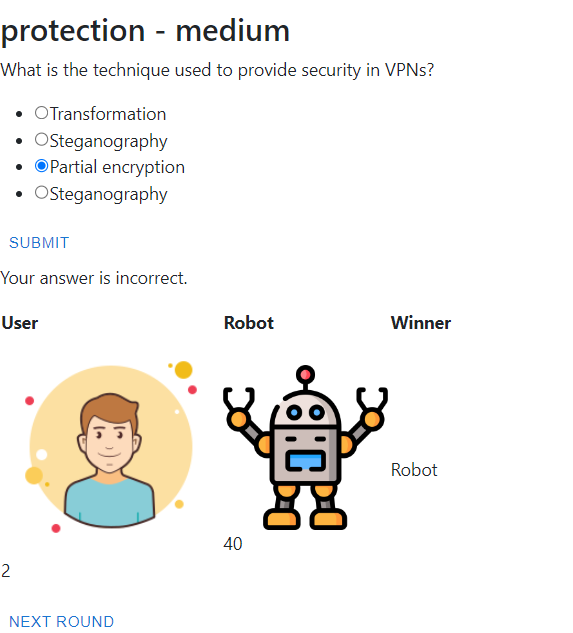 protection - medium
What is the technique used to provide security in VPNs?
Transformation
Steganography
Partial encryption
Steganography
SUBMIT
Your answer is incorrect.
User Robot Winner
Robot
40
2
NEXT ROUND